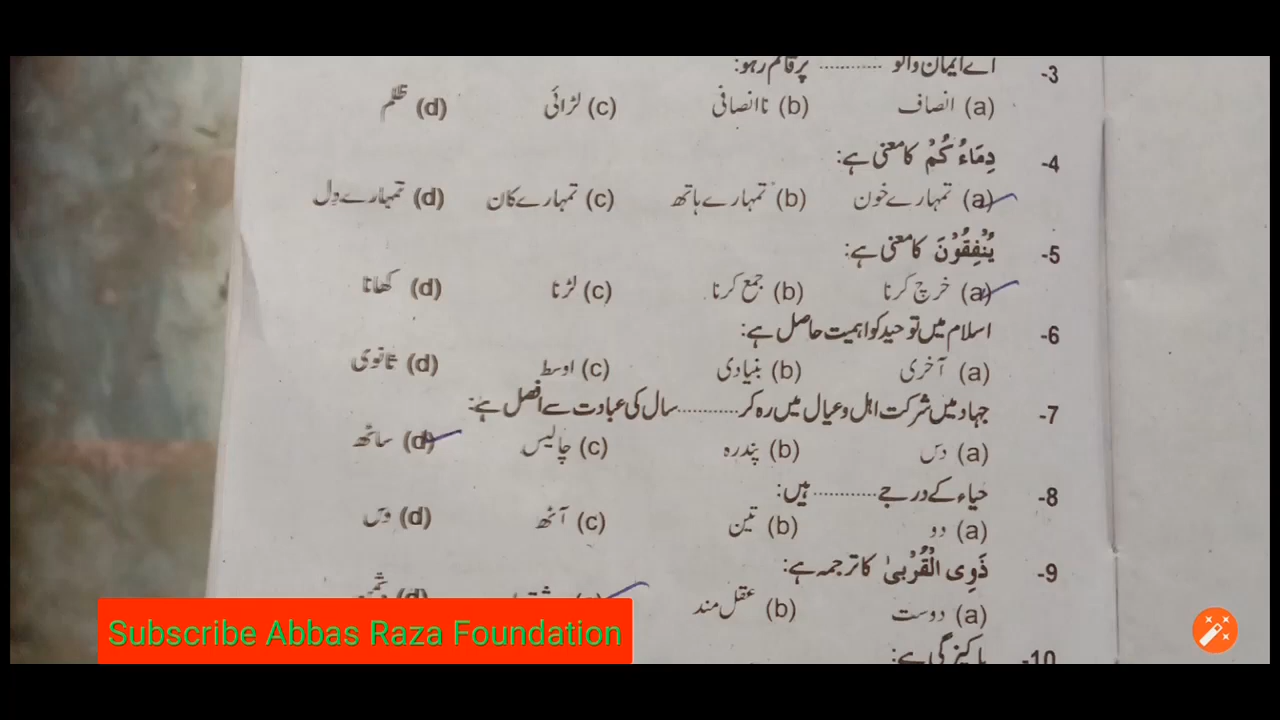 3- اے ایمان والو ............ پر قائم رہو:
(a) انصاف (b) ناانصافی (c) لڑائی (d) ظلم
4- دِمَاءُ کُمْ کا معنی ہے:
(a) تمہارے خون (b) تمہارے ہاتھ (c) تمہارے کان (d) تمہارے دِل
5- یُنْفِقُوْنَ کا معنی ہے:
(a) خرچ کرنا (b) جمع کرنا (c) لڑنا (d) کھانا
6- اسلام میں توحید کو اہمیت حاصل ہے:
(a) آخری (b) بنیادی (c) اوسط (d) ثانوی
7- جہاد میں شرکت اہل وعیال میں رہ کر............سال کی عبادت سے افضل ہے:
(a) دس (b) پندرہ (c) چالیس (d) ساٹھ
8- حیاء کے درجے............ہیں:
(a) دو (b) تین (c) آٹھ (d) دس
9- ذَوِی الْقُرْبیٰ کا ترجمہ ہے:
(a) دوست (b) عقل مند (d)
10- پاکیزگی ہے:
Subscribe Abbas Raza Foundation